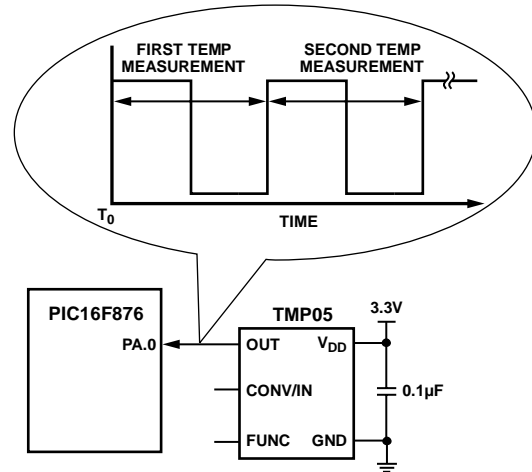 FIRST TEMP
MEASUREMENT
SECOND TEMP
MEASUREMENT
T0
TIME
PIC16F876
PA.0
TMP05
OUT
VDD
CONV/IN
FUNC
GND
3.3V
0.1µF